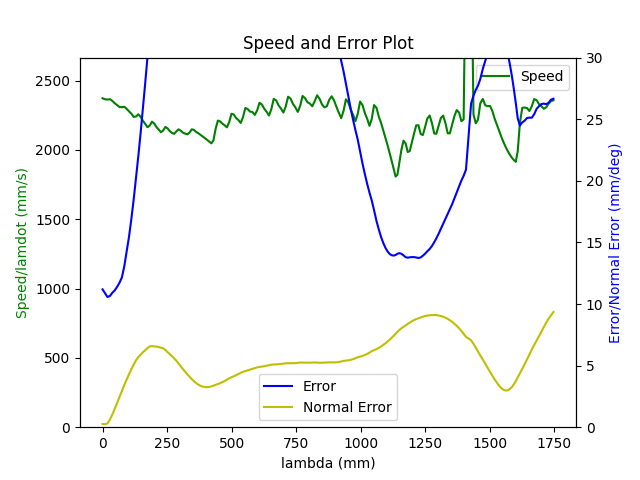 Speed and Error Plot
Speed
Speed/lamdot (mm/s)
2500
2000
1500
1000
500
0
30
25
20
15
10
5
0
Error/Normal Error (mm/deg)
Error
Normal Error
0 250 500 750 1000 1250 1500 1750
lambda (mm)